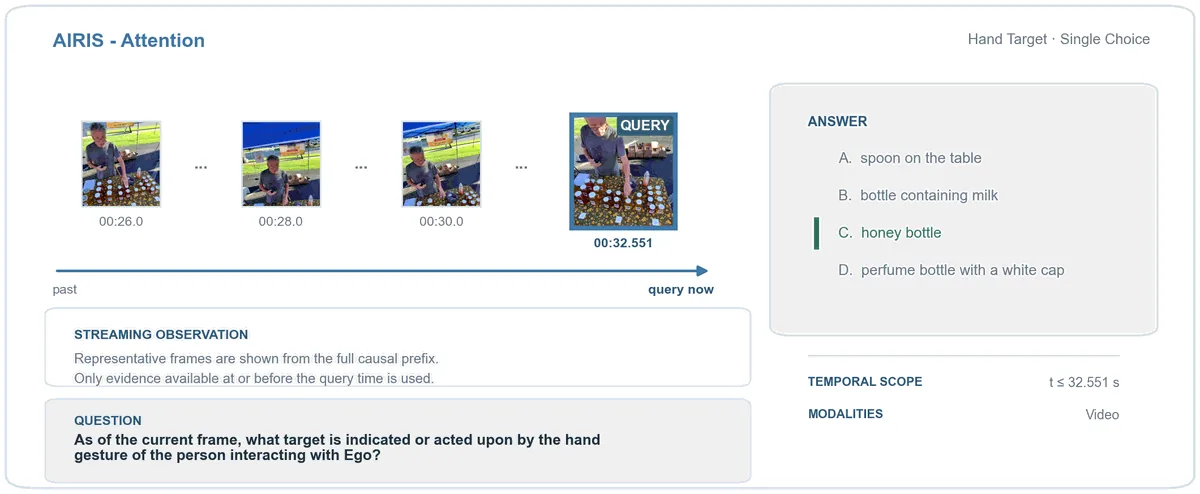 AIRIS - Attention
Hand Target · Single Choice
QUERY
...
...
...
00:26.0
00:28.0
00:30.0
00:32.551
past
query now
STREAMING OBSERVATION
Representative frames are shown from the full causal prefix.
Only evidence available at or before the query time is used.
QUESTION
As of the current frame, what target is indicated or acted upon by the hand
gesture of the person interacting with Ego?
ANSWER
A. spoon on the table
B. bottle containing milk
C. honey bottle
D. perfume bottle with a white cap
TEMPORAL SCOPE
t ≤ 32.551 s
MODALITIES
Video